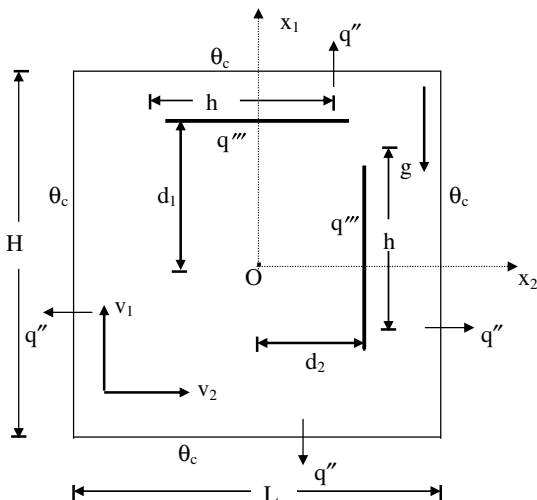 x₁
q″
θc
h
q‴
g
d₁
θc
q‴
θc
H
h
O
x₂
v₁
q″
q″
d₂
v₂
θc
q″
L